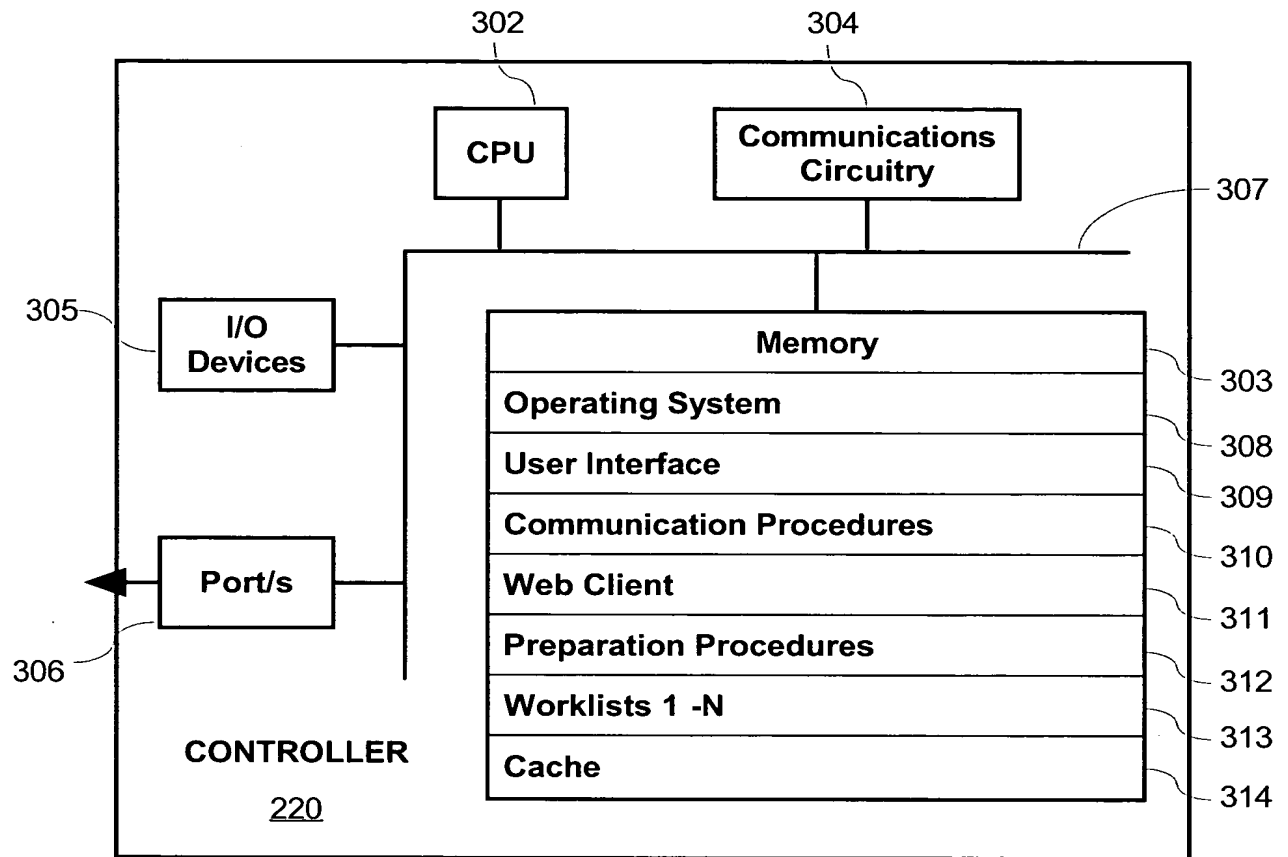 302
304
CPU
Communications
Circuitry
307
305
I/O
Devices
Memory
303
Operating System
308
User Interface
309
Communication Procedures
310
Port/s
Web Client
311
306
Preparation Procedures
312
Worklists 1 -N
313
CONTROLLER
Cache
314
220